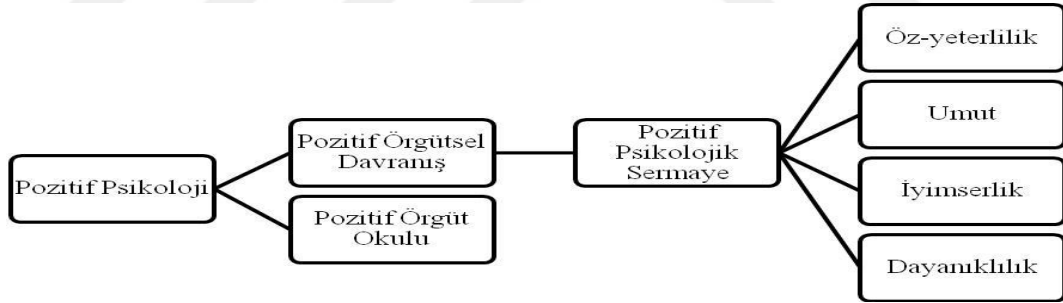 Pozitif Psikoloji
Pozitif Örgütsel
Davranış
Pozitif Örgüt
Okulu
Pozitif
Psikolojik
Sermaye
Öz-yeterlilik
Umut
İyimserlik
Dayanıklılık